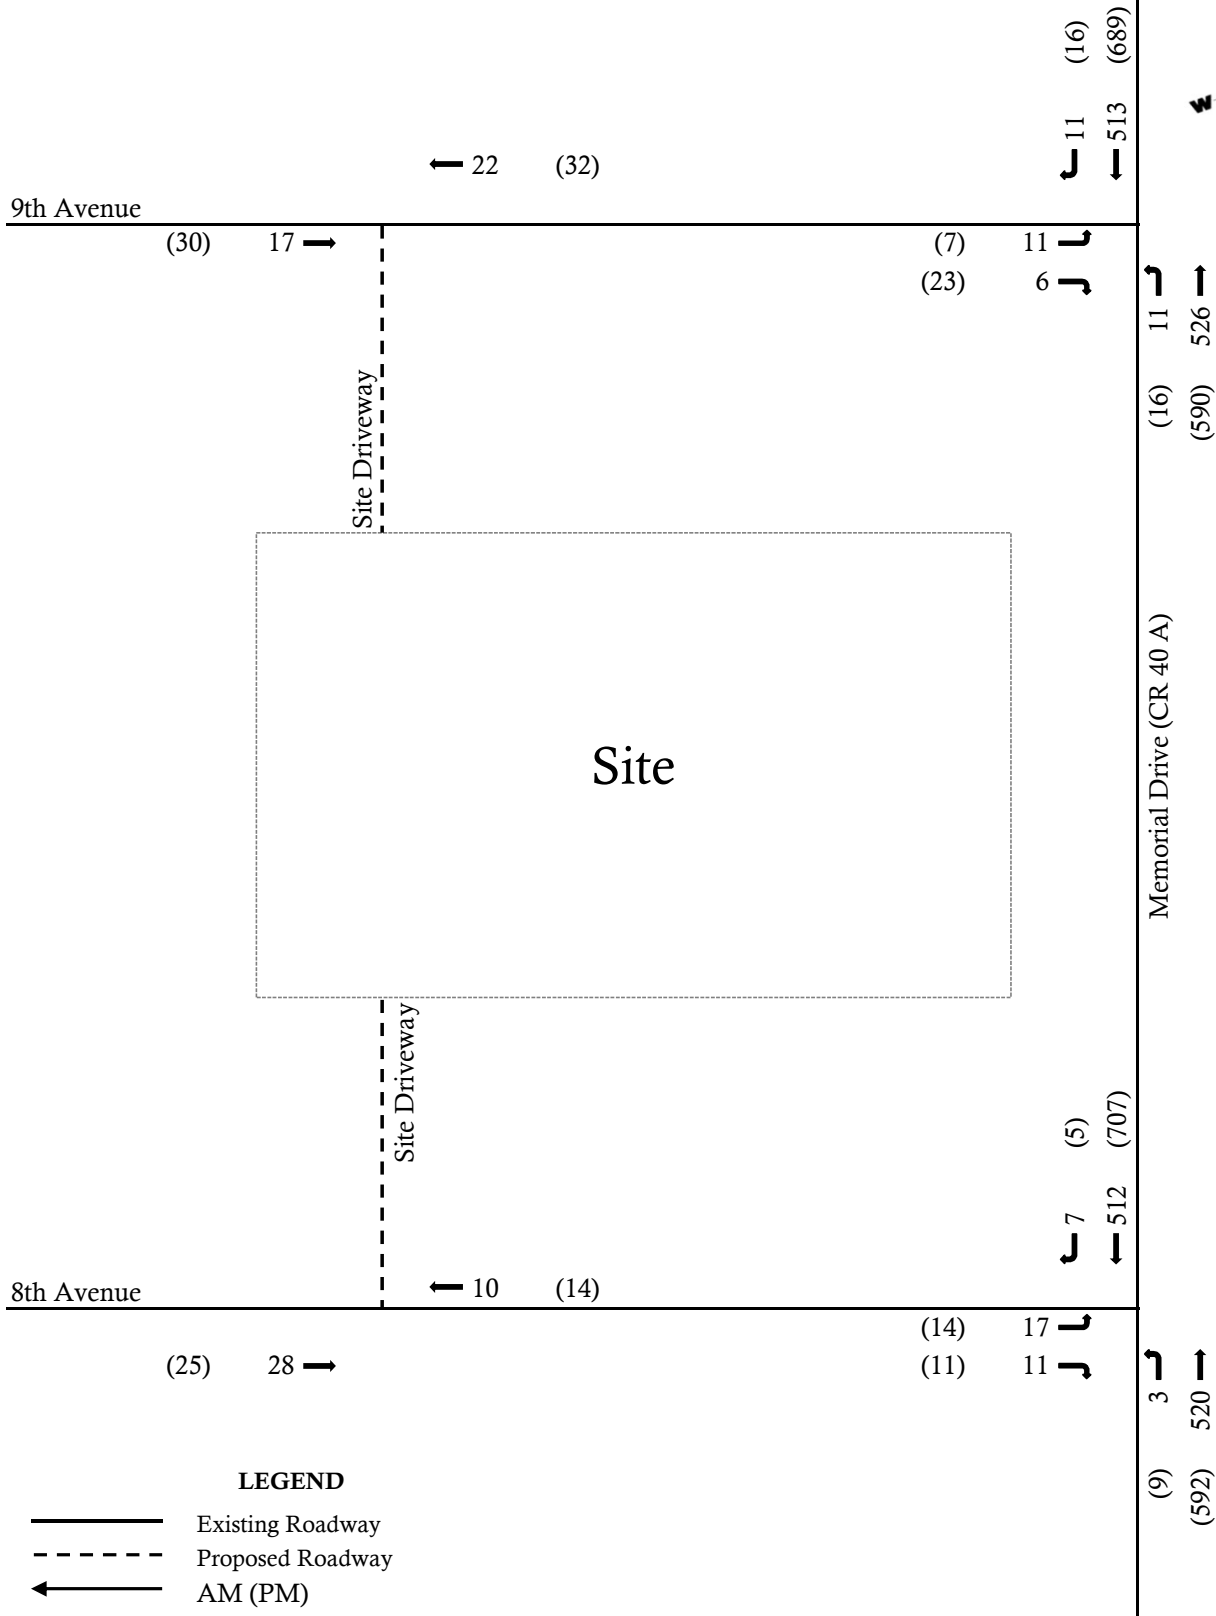 (16) (689)
11 513
W
22 (32)
9th Avenue
(30) 17
(7) 11
(23) 6
11 526
(16) (590)
Site Driveway
Site
Memorial Drive (CR 40 A)
Site Driveway
(5) (707)
7 512
10 (14)
8th Avenue
(14) 17
(25) 28
(11) 11
3 520
(9) (592)
LEGEND
Existing Roadway
Proposed Roadway
AM (PM)